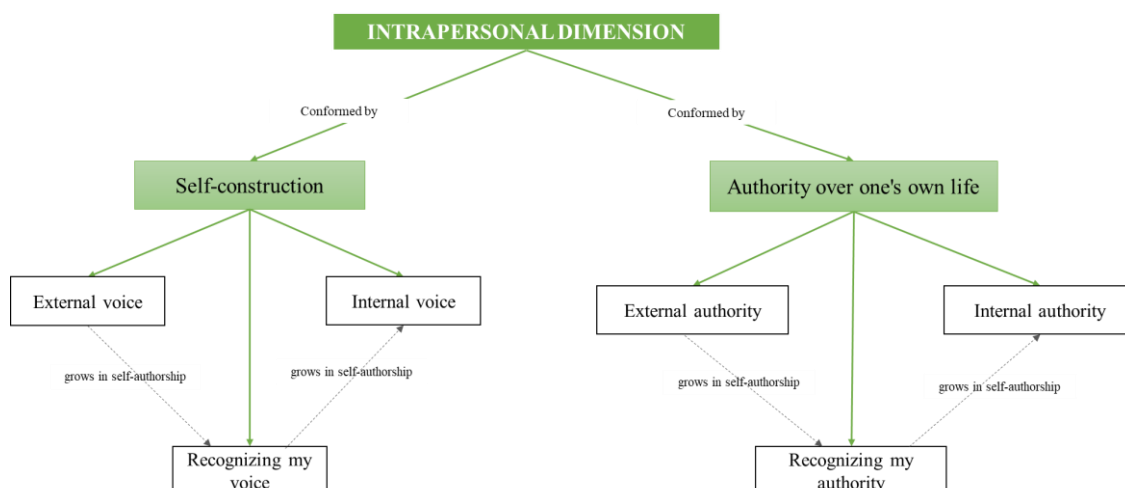 INTRAPERSONAL DIMENSION
Conformed by
Conformed by
Self-construction
Authority over one's own life
External voice
Internal voice
External authority
Internal authority
grows in self-authorship
grows in self-authorship
grows in self-authorship
grows in self-authorship
Recognizing my
voice
Recognizing my
authority